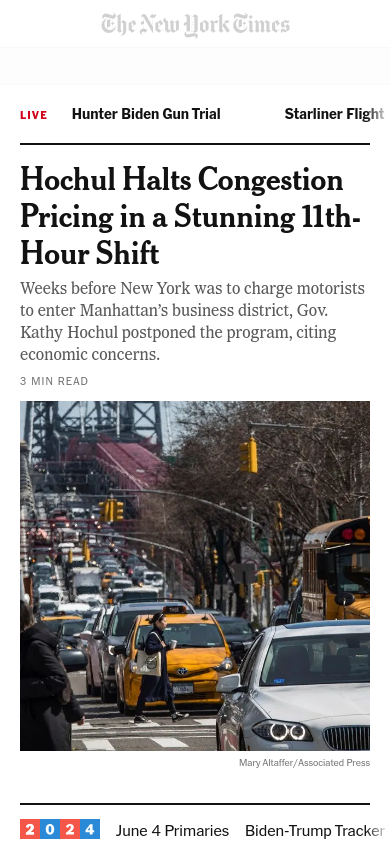 The New York Times
LIVE
Hunter Biden Gun Trial
Starliner Flight
Hochul Halts Congestion
Pricing in a Stunning 11th-
Hour Shift
Weeks before New York was to charge motorists
to enter Manhattan’s business district, Gov.
Kathy Hochul postponed the program, citing
economic concerns.
3 MIN READ
Mary Altaffer/Associated Press
2024
June 4 Primaries
Biden-Trump Tracker